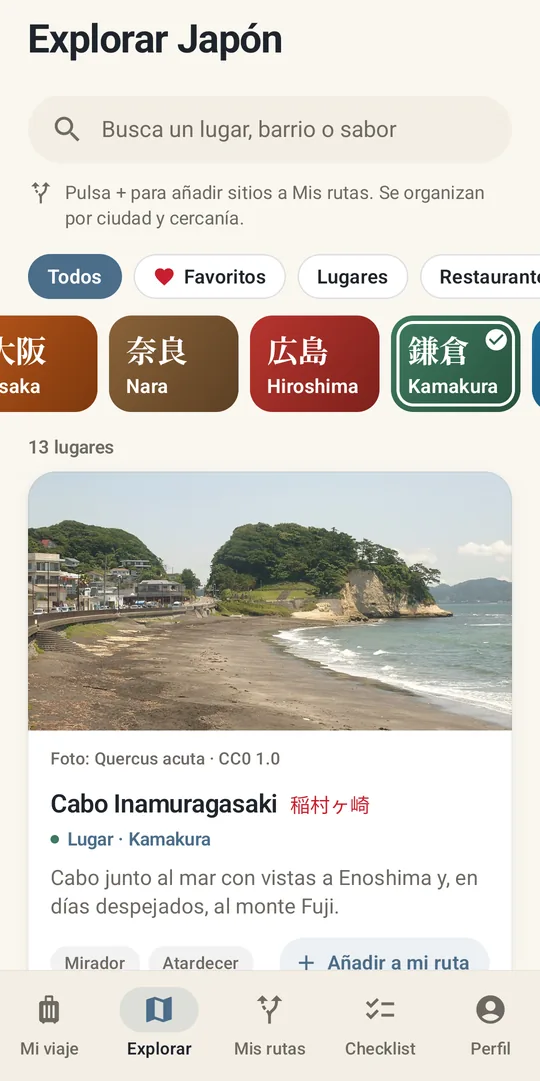 Explorar Japón
Busca un lugar, barrio o sabor
Pulsa + para añadir sitios a Mis rutas. Se organizan
por ciudad y cercanía.
Todos
Favoritos
Lugares
Restaurante
大阪
saka
奈良
Nara
広島
Hiroshima
鎌倉
Kamakura
13 lugares
Foto: Quercus acuta · CC0 1.0
Cabo Inamuragasaki 稲村ヶ崎
Lugar · Kamakura
Cabo junto al mar con vistas a Enoshima y, en
días despejados, al monte Fuji.
Mirador
Atardecer
+ Añadir a mi ruta
Mi viaje
Explorar
Mis rutas
Checklist
Perfil